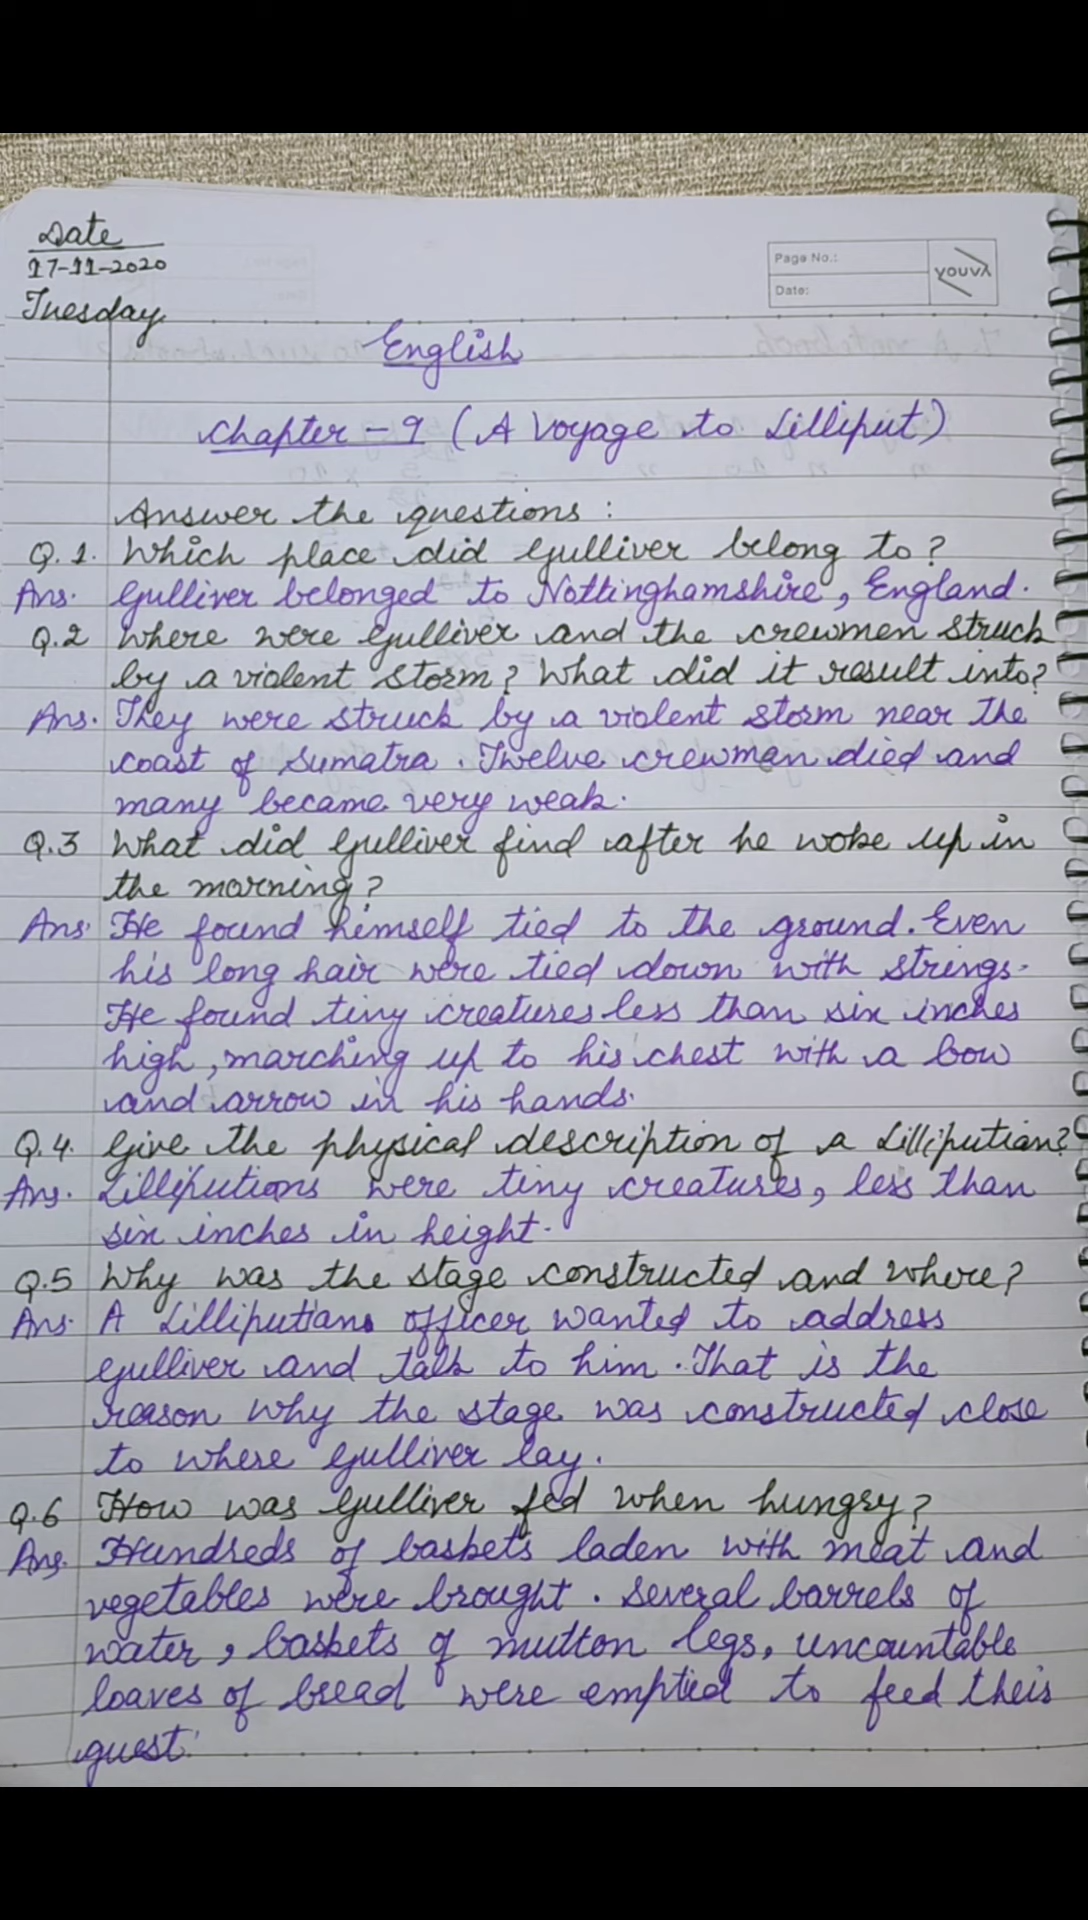 Date
17-11-2020
Tuesday
Page No.:
Date:
YOUVA
English
Chapter - 9 (A Voyage to Lilliput)
Answer the questions :
Q.1. Which place did Gulliver belong to?
Ans. Gulliver belonged to Nottinghamshire, England.
Q.2 Where were Gulliver and the crewmen struck
by a violent storm? What did it result into?
Ans. They were struck by a violent storm near the
coast of Sumatra. Twelve crewman died and
many became very weak.
Q.3 What did Gulliver find after he woke up in
the morning?
Ans. He found himself tied to the ground. Even
his long hair were tied down with strings.
He found tiny creatures less than six inches
high, marching up to his chest with a bow
and arrow in his hands.
Q.4. Give the physical description of a Lilliputian?
Ans. Lilliputions were tiny creatures, less than
six inches in height.
Q.5 Why was the stage constructed and where?
Ans. A Lilliputians officer wanted to address
Gulliver and talk to him. That is the
reason why the stage was constructed close
to where Gulliver lay.
Q.6 How was Gulliver fed when hungry?
Ans. Hundreds of baskets laden with meat and
vegetables were brought. Several barrels of
water, baskets of mutton legs, uncountable
loaves of bread were emptied to feed their
guest.